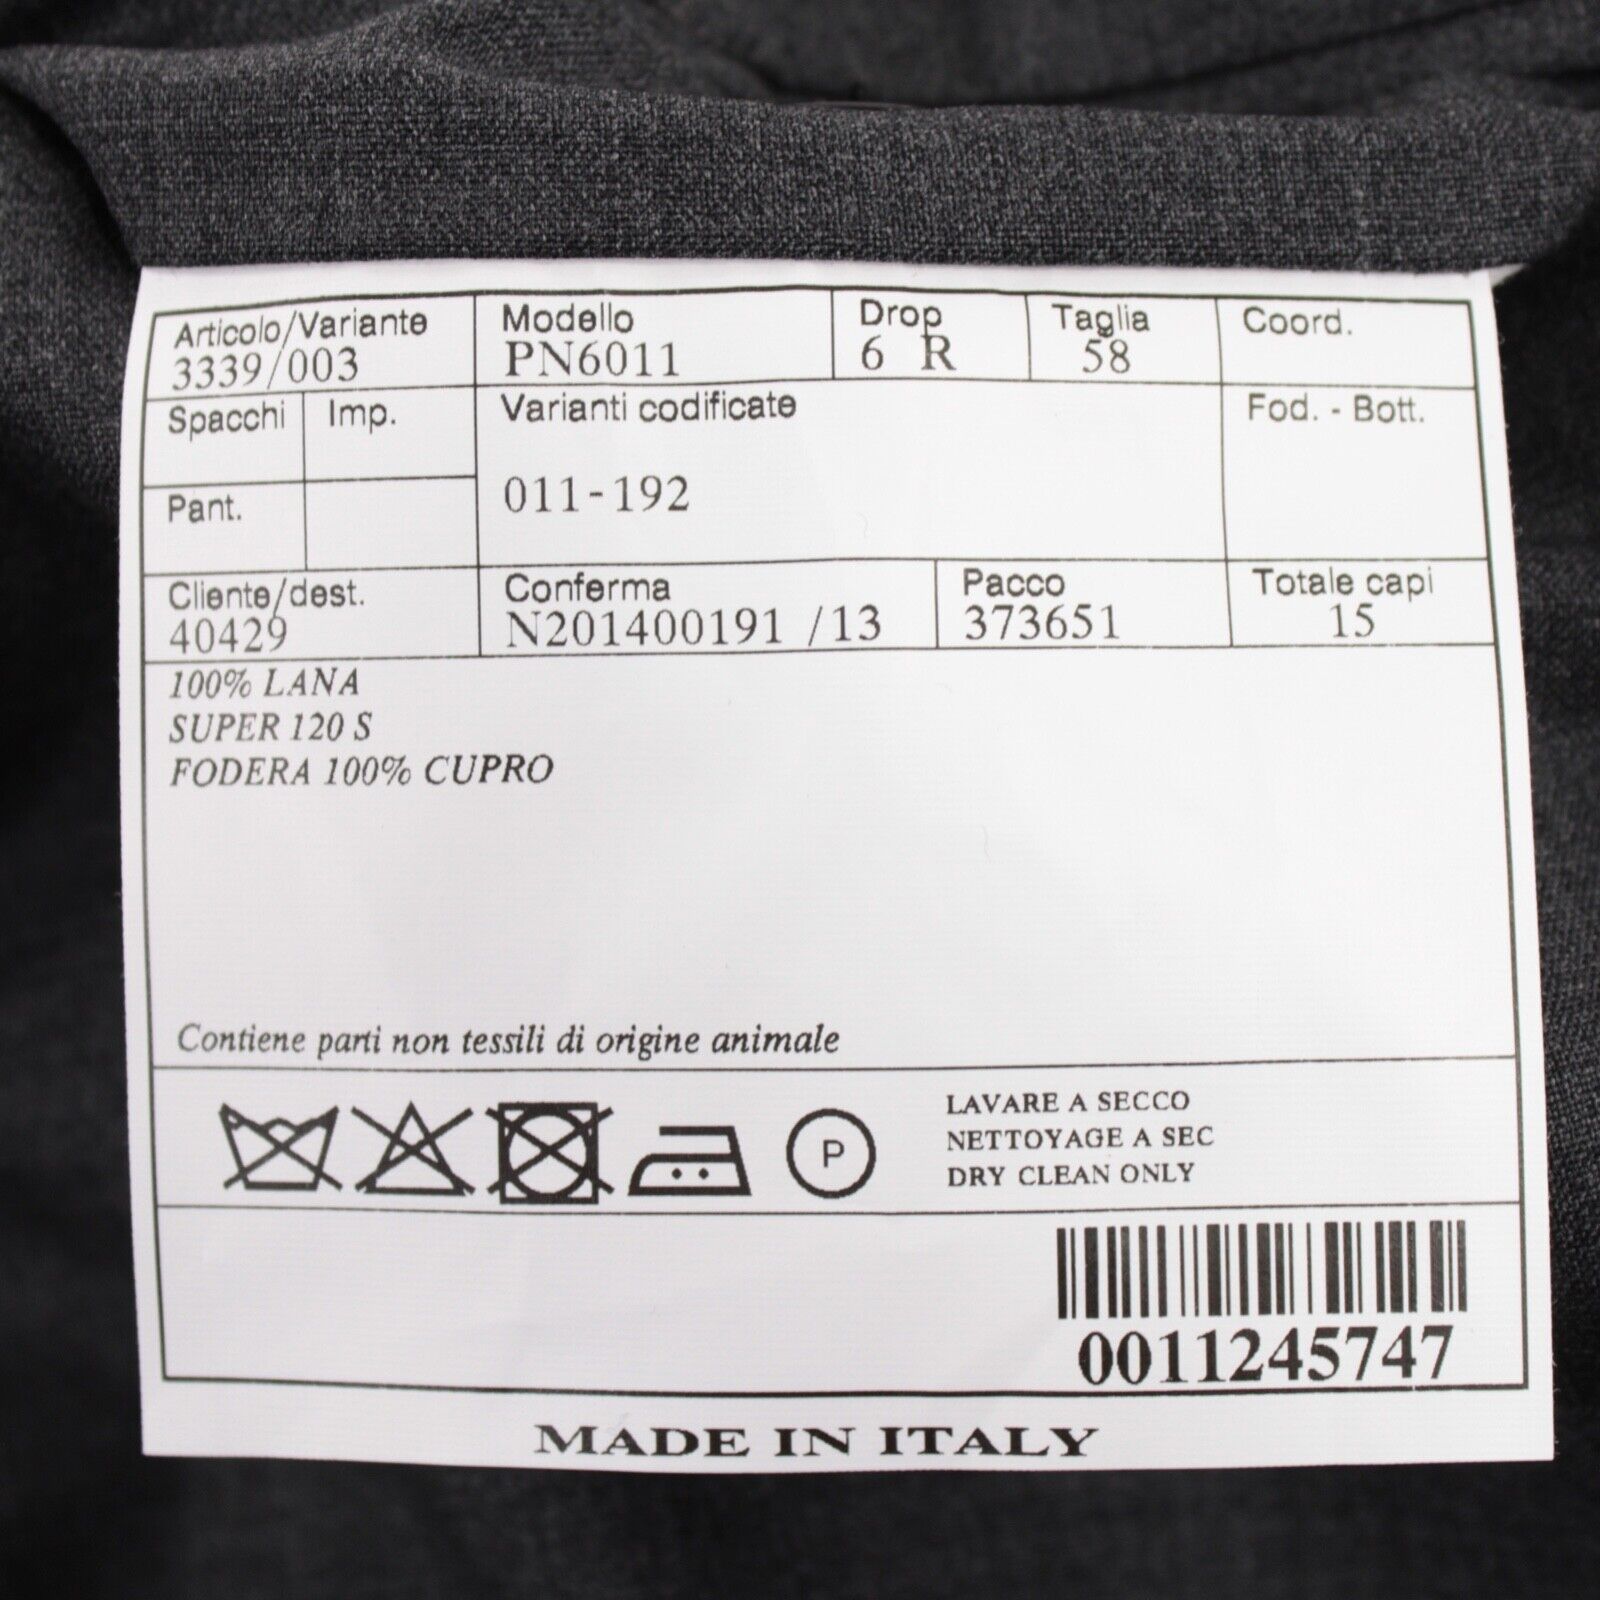 Articolo/Variante Modello Drop Taglia Coord.
3339/003 PN6011 6 R 58
Spacchi Imp. Varianti codificate Fod. - Bott.
Pant. 011-192
Cliente/dest. Conferma Pacco Totale capi
40429 N201400191 /13 373651 15
100% LANA
SUPER 120 S
FODERA 100% CUPRO
Contiene parti non tessili di origine animale
P
LAVARE A SECCO
NETTOYAGE A SEC
DRY CLEAN ONLY
0011245747
MADE IN ITALY